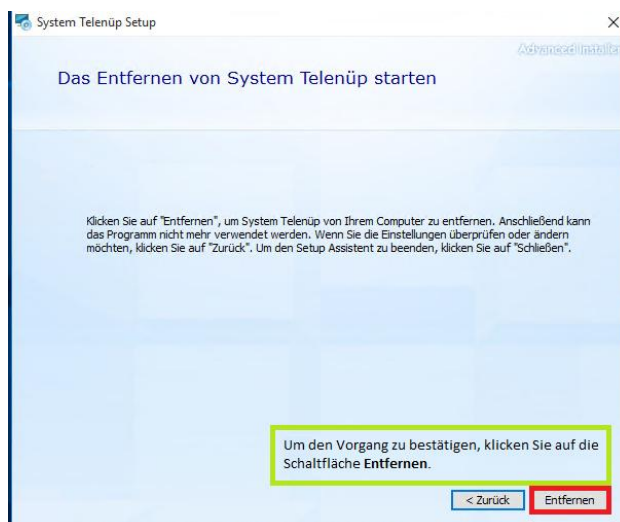 System Telenüp Setup
Advanced Installer
Das Entfernen von System Telenüp starten
Klicken Sie auf "Entfernen", um System Telenüp von Ihrem Computer zu entfernen. Anschließend kann
das Programm nicht mehr verwendet werden. Wenn Sie die Einstellungen überprüfen oder ändern
möchten, klicken Sie auf "Zurück". Um den Setup Assistent zu beenden, klicken Sie auf "Schließen".
Um den Vorgang zu bestätigen, klicken Sie auf die
Schaltfläche Entfernen.
< Zurück Entfernen